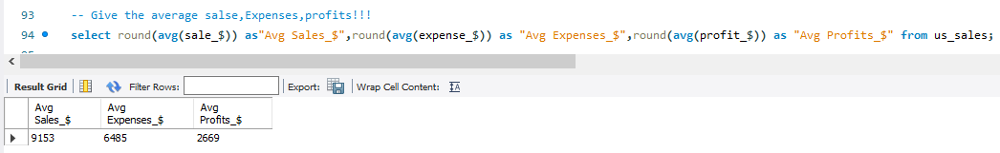 93 -- Give the average salse,Expenses,profits!!!
94 select round(avg(sale_$)) as"Avg Sales_$",round(avg(expense_$)) as "Avg Expenses_$",round(avg(profit_$)) as "Avg Profits_$" from us_sales;
Result Grid Filter Rows: Export: Wrap Cell Content:
Avg Avg Avg
Sales_$ Expenses_$ Profits_$
9153 6485 2669